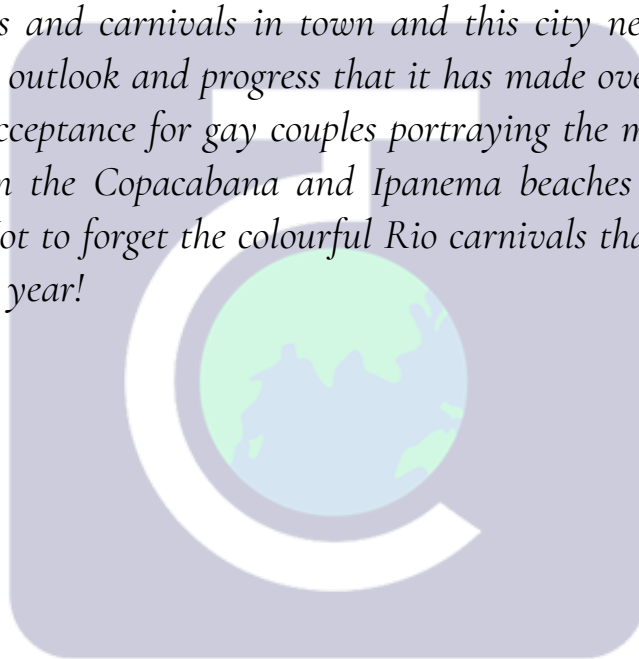 s and carnivals in town and this city ne
outlook and progress that it has made ove
cceptance for gay couples portraying the m
n the Copacabana and Ipanema beaches
ot to forget the colourful Rio carnivals tha
year!